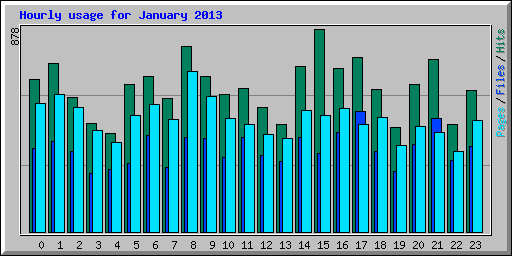 Hourly usage for January 2013
878
Pages/Files/Hits
0 1 2 3 4 5 6 7 8 9 10 11 12 13 14 15 16 17 18 19 20 21 22 23